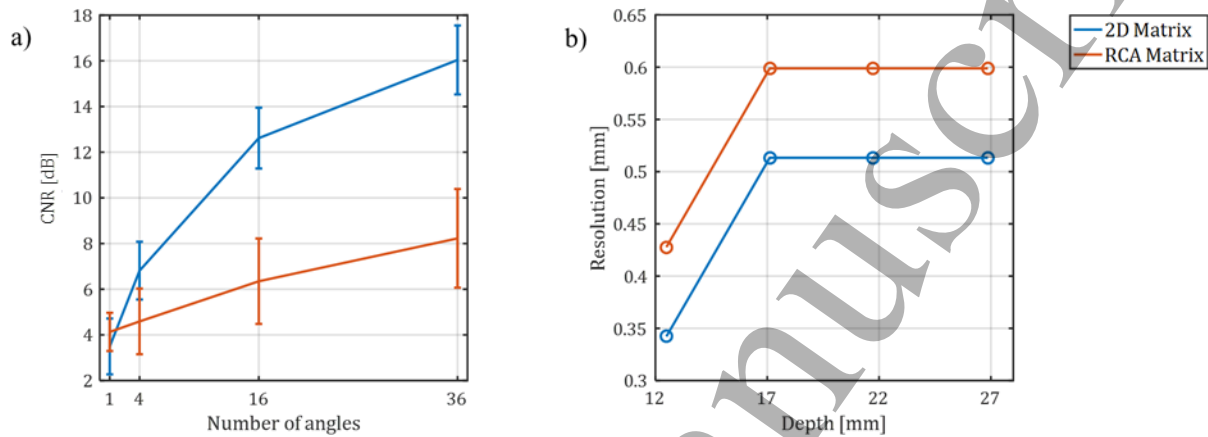 a)
CNR [dB]
18
16
14
12
10
8
6
4
2
1 4 16 36
Number of angles
b)
Resolution [mm]
0.65
0.6
0.55
0.5
0.45
0.4
0.35
0.3
12 17 22 27
Depth [mm]
2D Matrix
RCA Matrix
nuscr